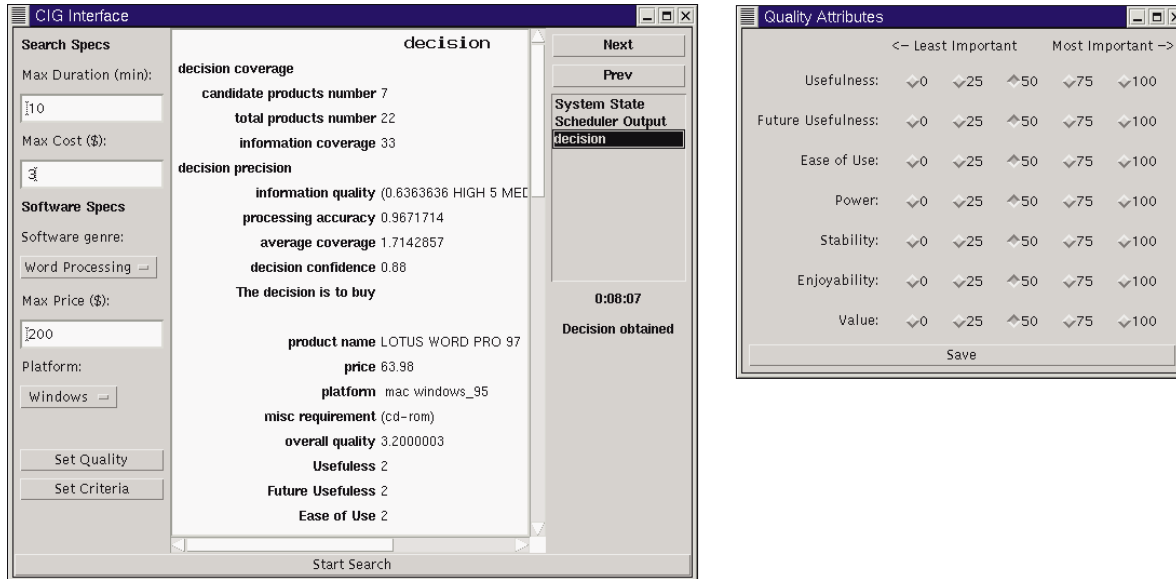 CIG Interface
Search Specs
Max Duration (min):
10
Max Cost ($):
3
Software Specs
Software genre:
Word Processing
Max Price ($):
200
Platform:
Windows
Set Quality
Set Criteria
decision
decision coverage
candidate products number 7
total products number 22
information coverage 33
decision precision
information quality (0.6363636 HIGH 5 MED
processing accuracy 0.9671714
average coverage 1.7142857
decision confidence 0.88
The decision is to buy
product name LOTUS WORD PRO 97
price 63.98
platform mac windows_95
misc requirement (cd-rom)
overall quality 3.2000003
Usefuless 2
Future Usefuless 2
Ease of Use 2
Next
Prev
System State
Scheduler Output
decision
0:08:07
Decision obtained
Start Search
Quality Attributes
<- Least Important Most Important ->
Usefulness: 0 25 50 75 100
Future Usefulness: 0 25 50 75 100
Ease of Use: 0 25 50 75 100
Power: 0 25 50 75 100
Stability: 0 25 50 75 100
Enjoyability: 0 25 50 75 100
Value: 0 25 50 75 100
Save